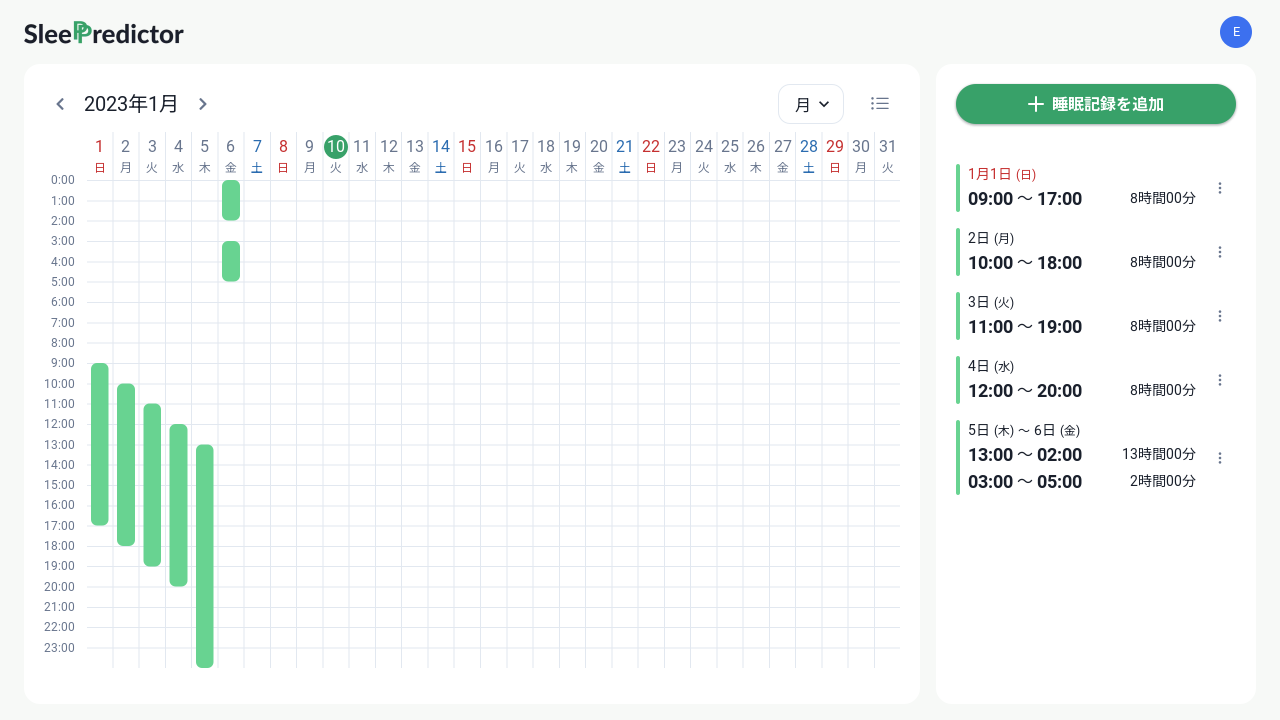 SleePredictor
E
2023年1月
月
1 2 3 4 5 6 7 8 9 10 11 12 13 14 15 16 17 18 19 20 21 22 23 24 25 26 27 28 29 30 31
日 月 火 水 木 金 土 日 月 火 水 木 金 土 日 月 火 水 木 金 土 日 月 火 水 木 金 土 日 月 火
0:00
1:00
2:00
3:00
4:00
5:00
6:00
7:00
8:00
9:00
10:00
11:00
12:00
13:00
14:00
15:00
16:00
17:00
18:00
19:00
20:00
21:00
22:00
23:00
睡眠記録を追加
1月1日 (日)
09:00 〜 17:00 8時間00分
2日 (月)
10:00 〜 18:00 8時間00分
3日 (火)
11:00 〜 19:00 8時間00分
4日 (水)
12:00 〜 20:00 8時間00分
5日 (木) 〜 6日 (金)
13:00 〜 02:00 13時間00分
03:00 〜 05:00 2時間00分